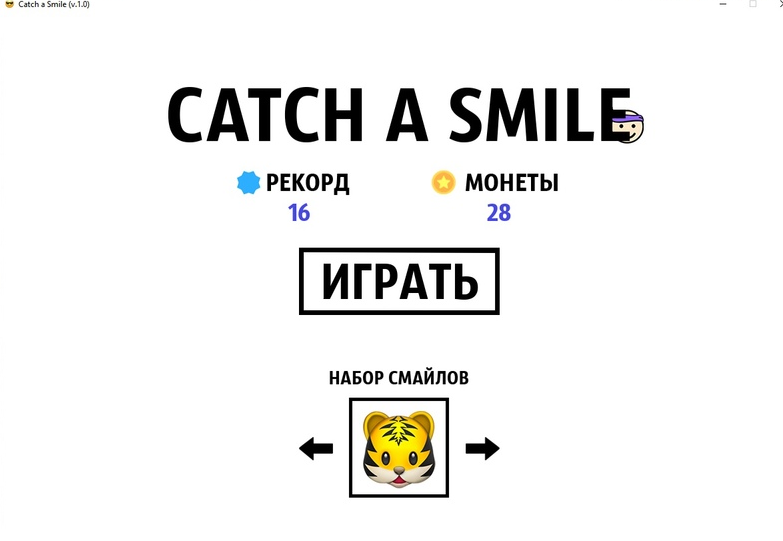 Catch a Smile (v.1.0)
CATCH A SMILE
РЕКОРД МОНЕТЫ
16 28
ИГРАТЬ
НАБОР СМАЙЛОВ